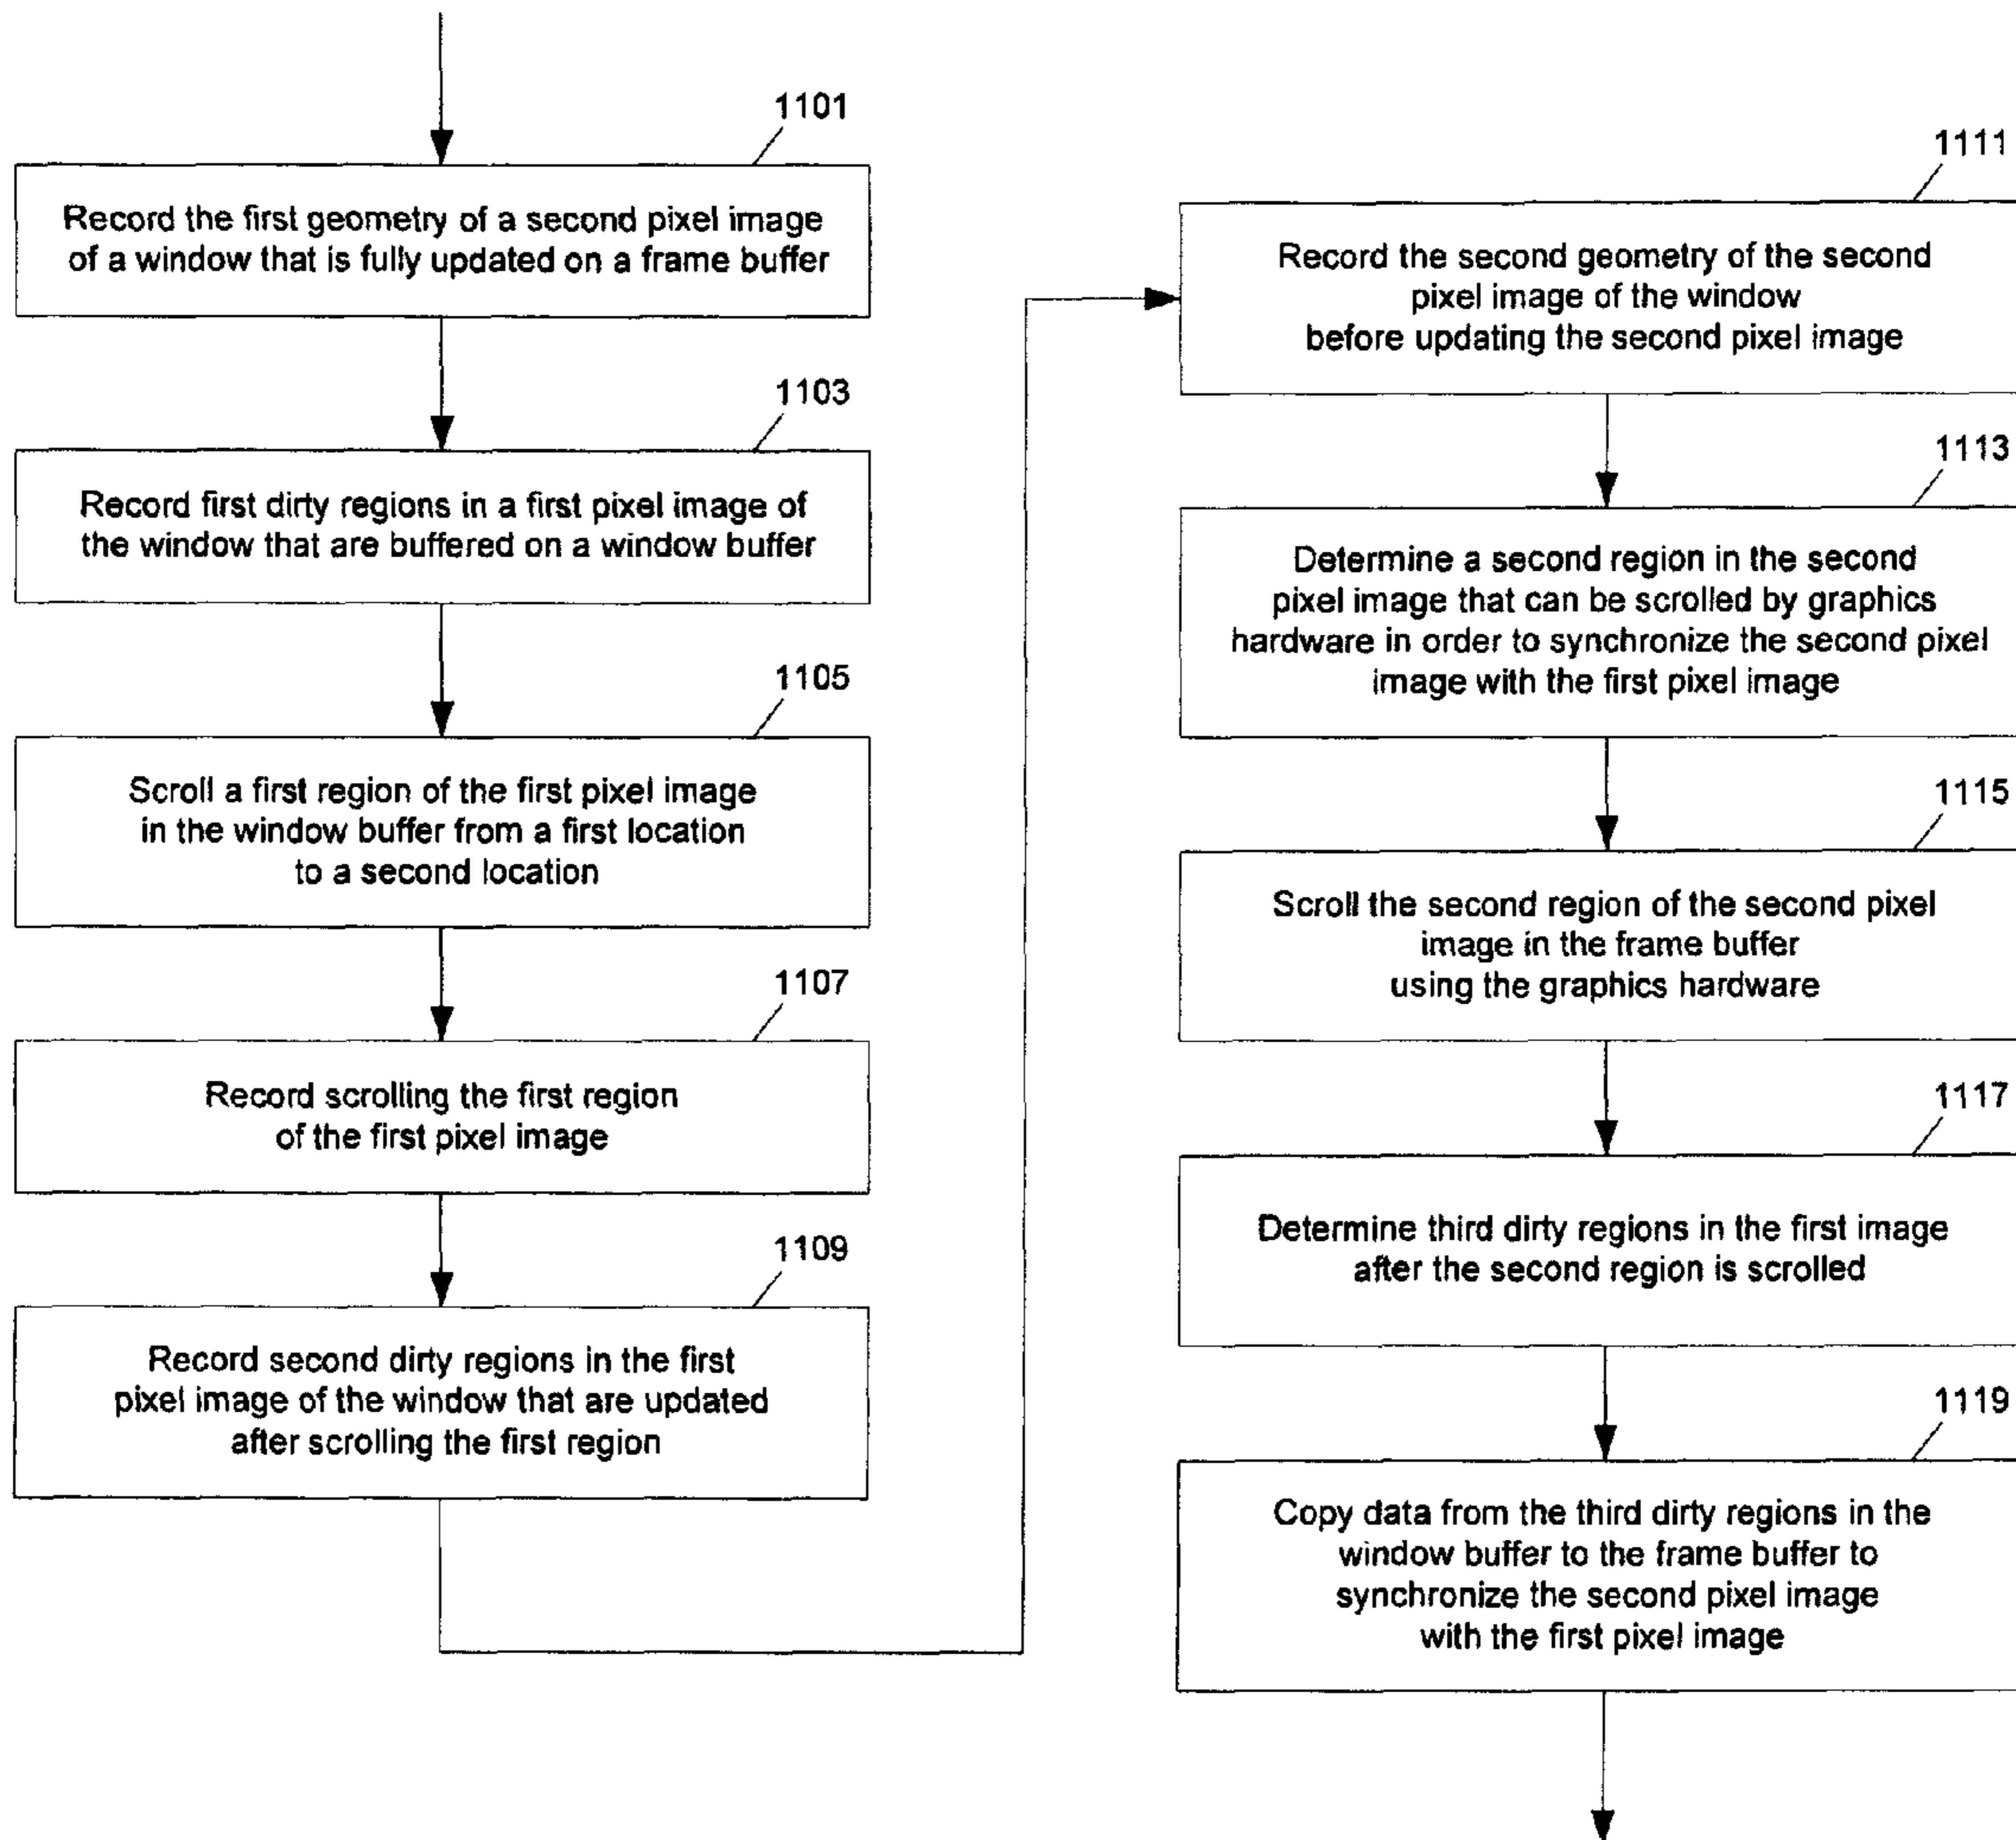 1101
Record the first geometry of a second pixel image
of a window that is fully updated on a frame buffer
1103
Record first dirty regions in a first pixel image of
the window that are buffered on a window buffer
1105
Scroll a first region of the first pixel image
in the window buffer from a first location
to a second location
1107
Record scrolling the first region
of the first pixel image
1109
Record second dirty regions in the first
pixel image of the window that are updated
after scrolling the first region
1111
Record the second geometry of the second
pixel image of the window
before updating the second pixel image
1113
Determine a second region in the second
pixel image that can be scrolled by graphics
hardware in order to synchronize the second pixel
image with the first pixel image
1115
Scroll the second region of the second pixel
image in the frame buffer
using the graphics hardware
1117
Determine third dirty regions in the first image
after the second region is scrolled
1119
Copy data from the third dirty regions in the
window buffer to the frame buffer to
synchronize the second pixel image
with the first pixel image